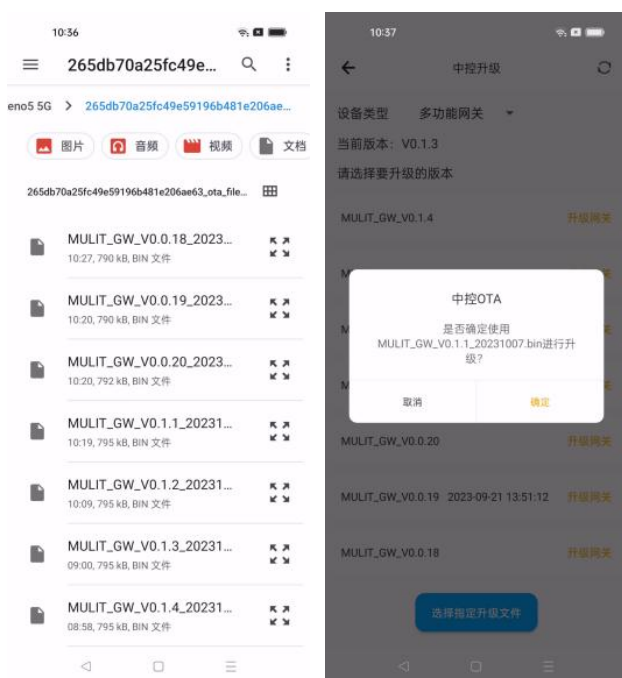 10:36
265db70a25fc49e...
eno5 5G > 265db70a25fc49e59196b481e206ae...
图片 音频 视频 文档
265db70a25fc49e59196b481e206ae63_ota_file...
MULIT_GW_V0.0.18_2023...
10:27, 790 kB, BIN 文件
MULIT_GW_V0.0.19_2023...
10:20, 790 kB, BIN 文件
MULIT_GW_V0.0.20_2023...
10:20, 792 kB, BIN 文件
MULIT_GW_V0.1.1_20231...
10:19, 795 kB, BIN 文件
MULIT_GW_V0.1.2_20231...
10:09, 795 kB, BIN 文件
MULIT_GW_V0.1.3_20231...
09:00, 795 kB, BIN 文件
MULIT_GW_V0.1.4_20231...
08:58, 795 kB, BIN 文件
10:37
中控升级
设备类型 多功能网关
当前版本: V0.1.3
请选择要升级的版本
MULIT_GW_V0.1.4 升级网关
中控OTA
是否确定使用
MULIT_GW_V0.1.1_20231007.bin进行升
级?
取消 确定
MULIT_GW_V0.0.20 升级网关
MULIT_GW_V0.0.19 2023-09-21 13:51:12 升级网关
MULIT_GW_V0.0.18 升级网关
选择指定升级文件